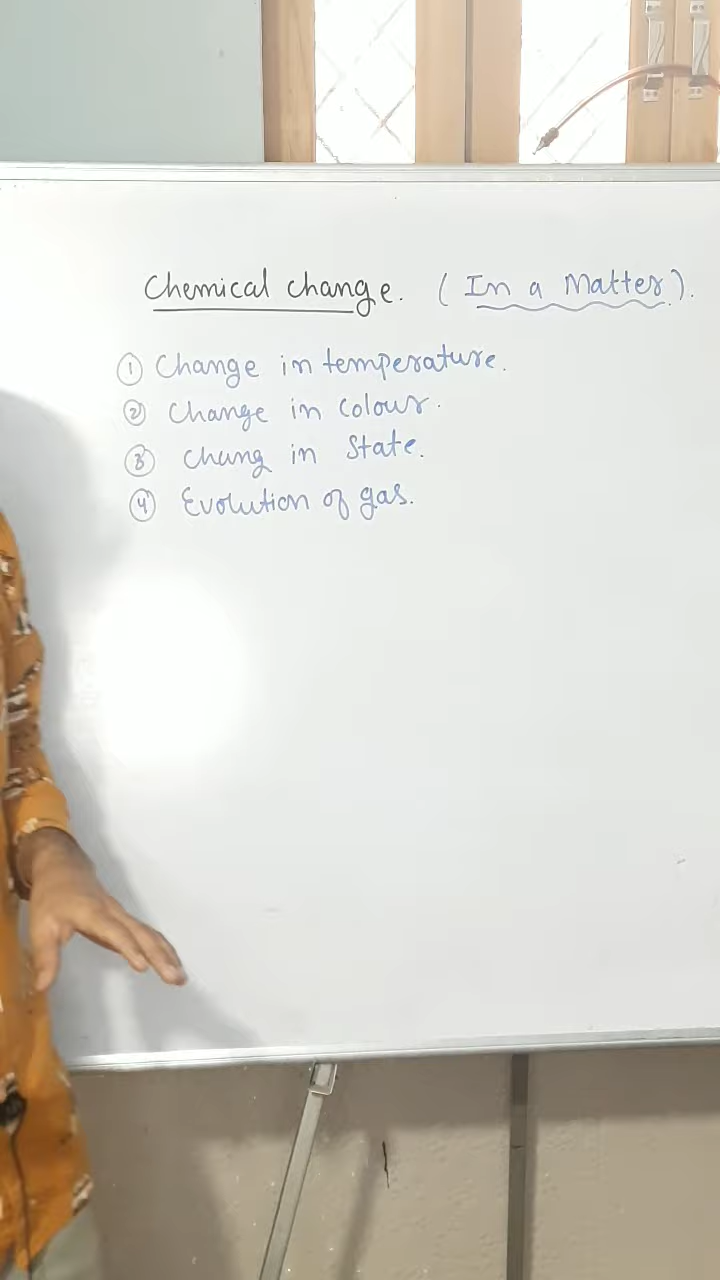 Chemical change. (In a Matter).
① Change in temperature.
② Change in Colour.
③ Chang in State.
④ Evolution of gas.